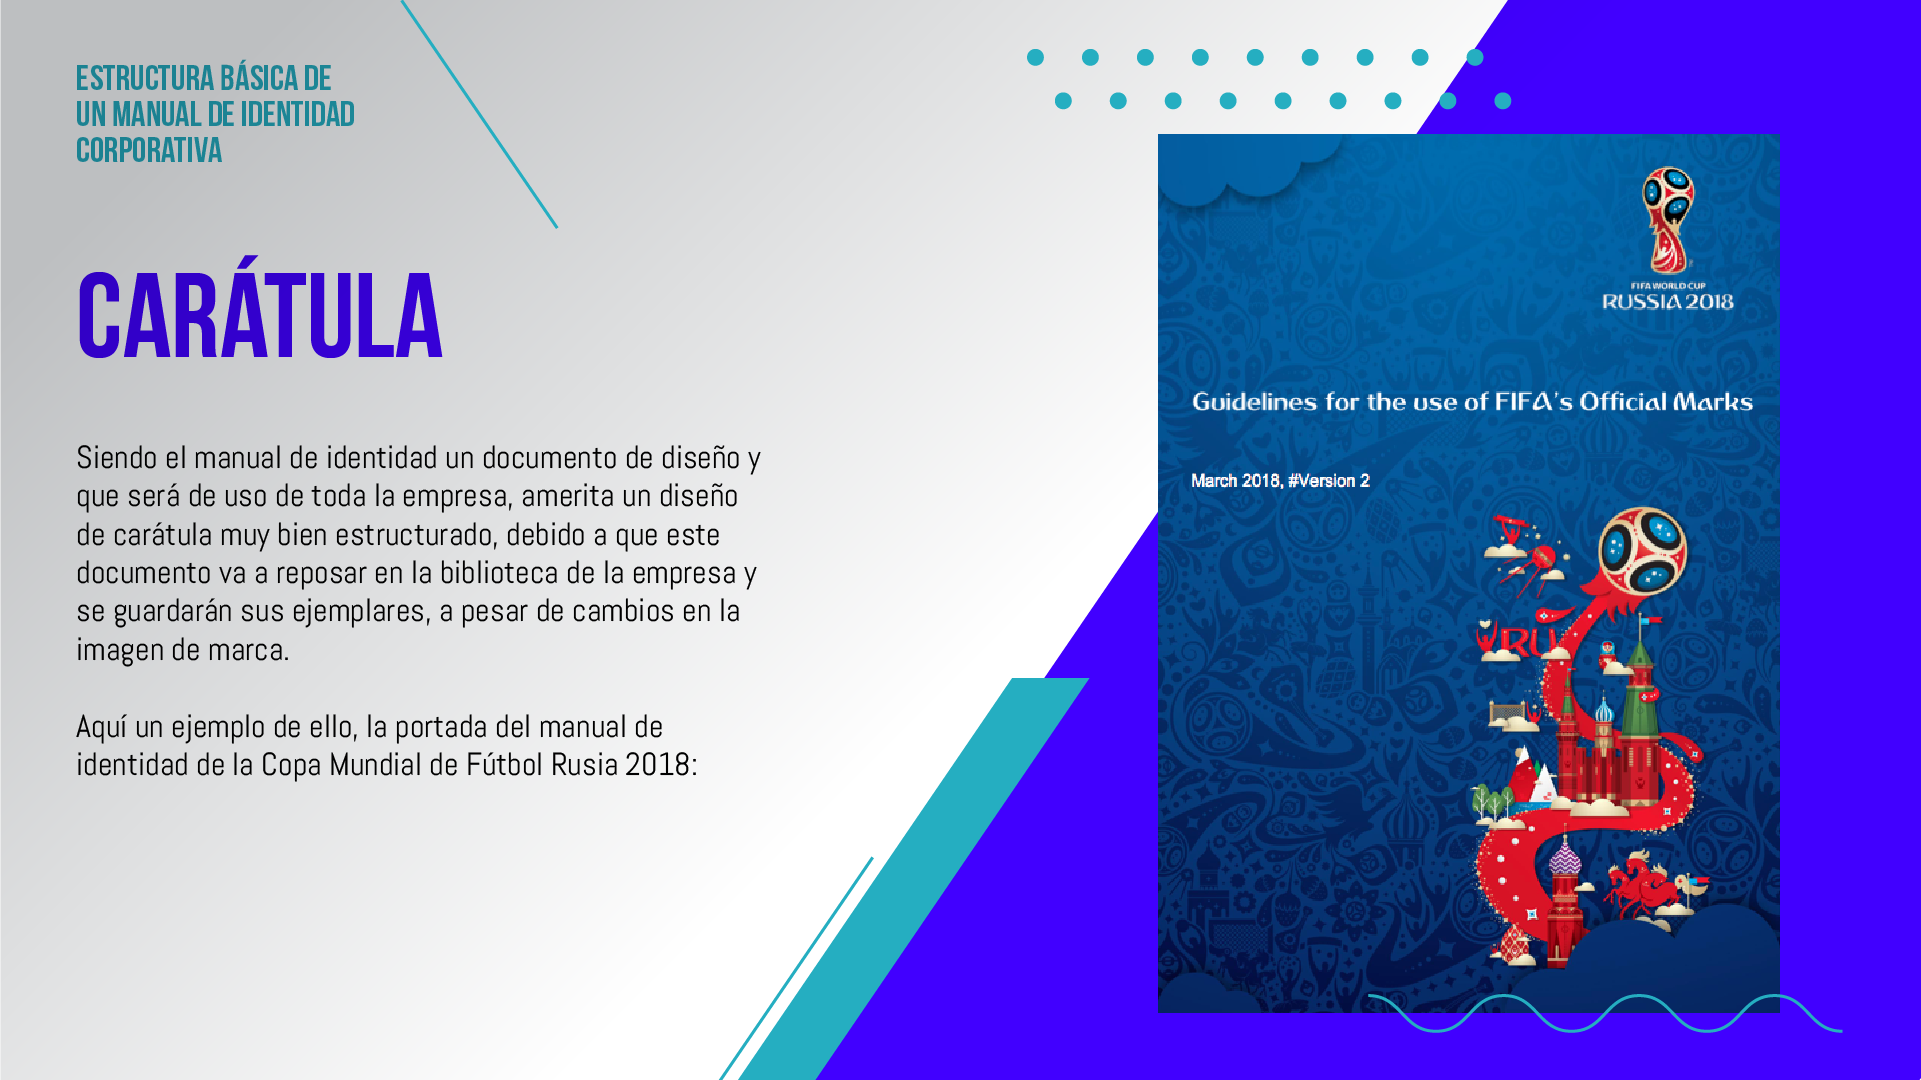 ESTRUCTURA BÁSICA DE
UN MANUAL DE IDENTIDAD
CORPORATIVA
CARÁTULA
Siendo el manual de identidad un documento de diseño y
que será de uso de toda la empresa, amerita un diseño
de carátula muy bien estructurado, debido a que este
documento va a reposar en la biblioteca de la empresa y
se guardarán sus ejemplares, a pesar de cambios en la
imagen de marca.
Aquí un ejemplo de ello, la portada del manual de
identidad de la Copa Mundial de Fútbol Rusia 2018:
FIFA WORLD CUP
RUSSIA 2018
Guidelines for the use of FIFA's Official Marks
March 2018, #Version 2
RU